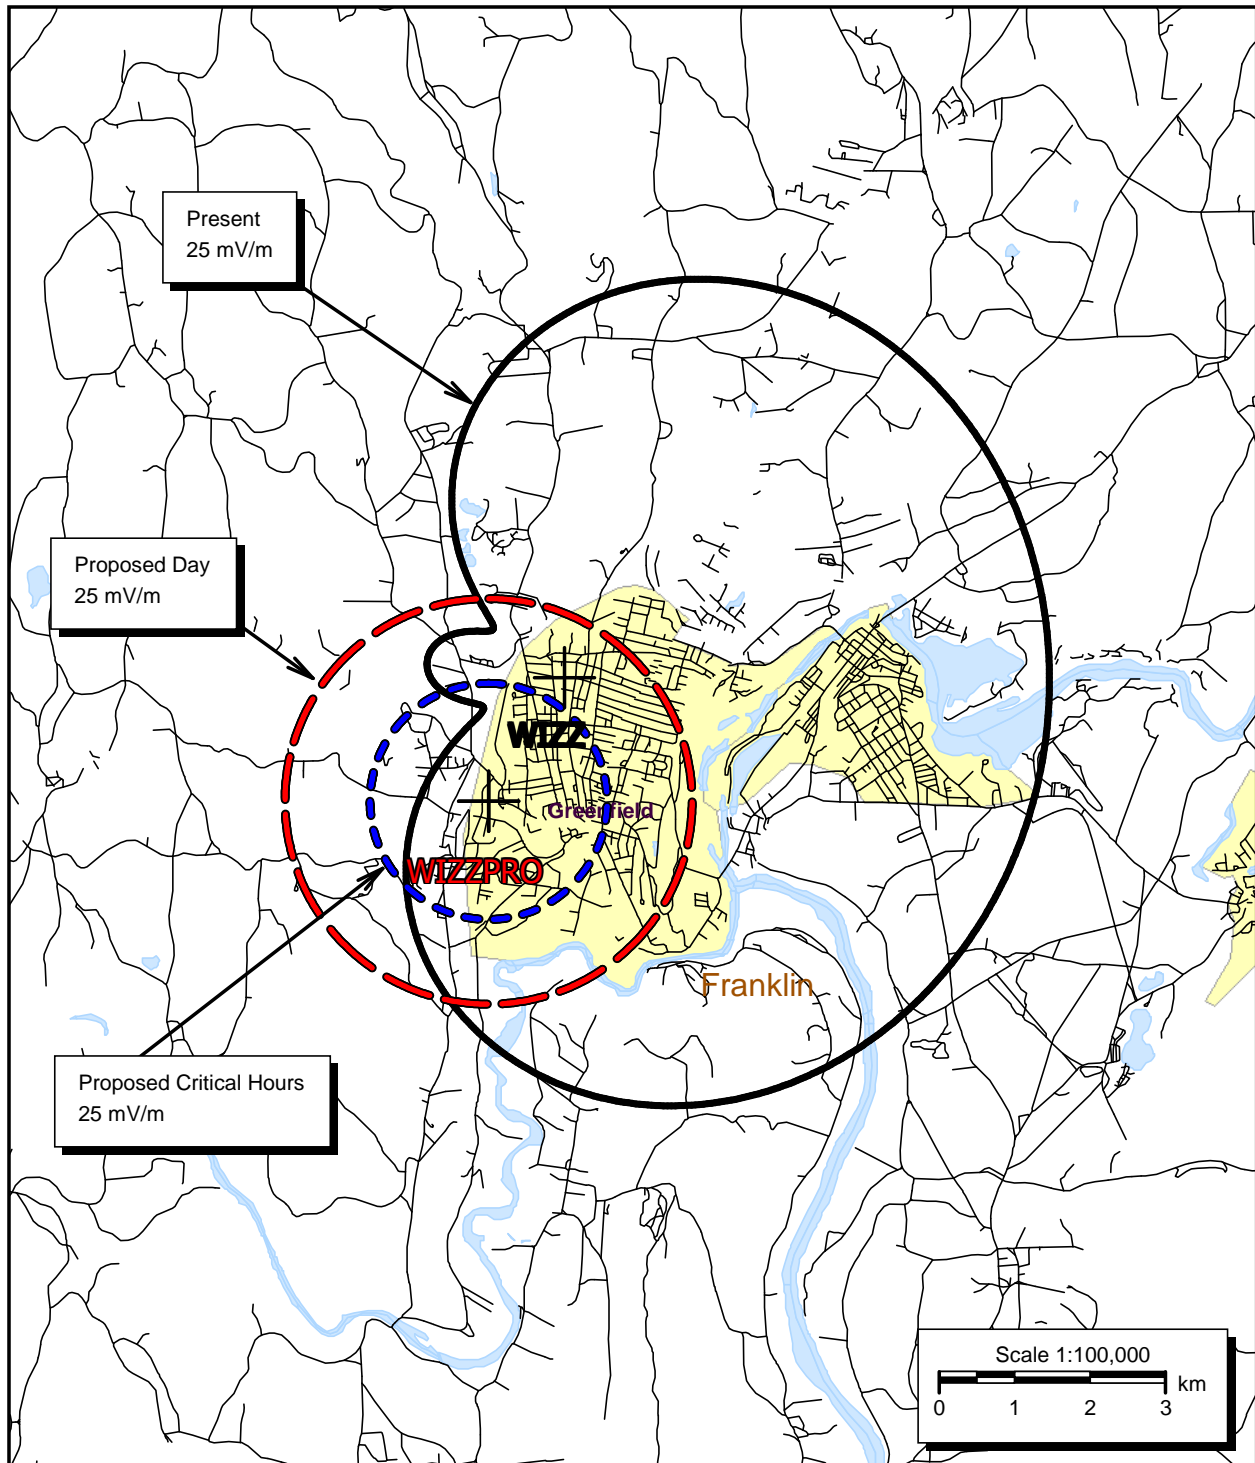 Present
25 mV/m
Proposed Day
25 mV/m
WIZZ
Greenfield
WIZZPRO
Franklin
Proposed Critical Hours
25 mV/m
Scale 1:100,000
km
0 1 2 3